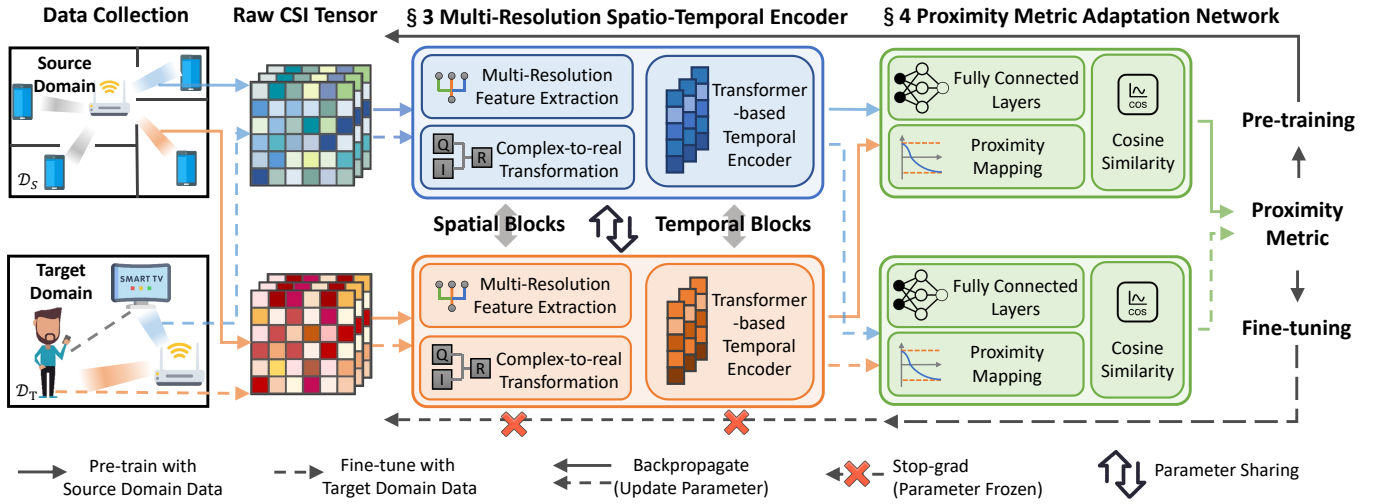 Data Collection
Raw CSI Tensor
§ 3 Multi-Resolution Spatio-Temporal Encoder
§ 4 Proximity Metric Adaptation Network
Source
Domain
𝒟S
Multi-Resolution
Feature Extraction
Q
I
R
Complex-to-real
Transformation
Transformer
-based
Temporal
Encoder
Fully Connected
Layers
Proximity
Mapping
COS
Cosine
Similarity
Pre-training
Spatial Blocks
Temporal Blocks
Proximity
Metric
Target
Domain
SMART TV
𝒟T
Multi-Resolution
Feature Extraction
Q
I
R
Complex-to-real
Transformation
Transformer
-based
Temporal
Encoder
Fully Connected
Layers
Proximity
Mapping
COS
Cosine
Similarity
Fine-tuning
Pre-train with
Source Domain Data
Fine-tune with
Target Domain Data
Backpropagate
(Update Parameter)
Stop-grad
(Parameter Frozen)
Parameter Sharing